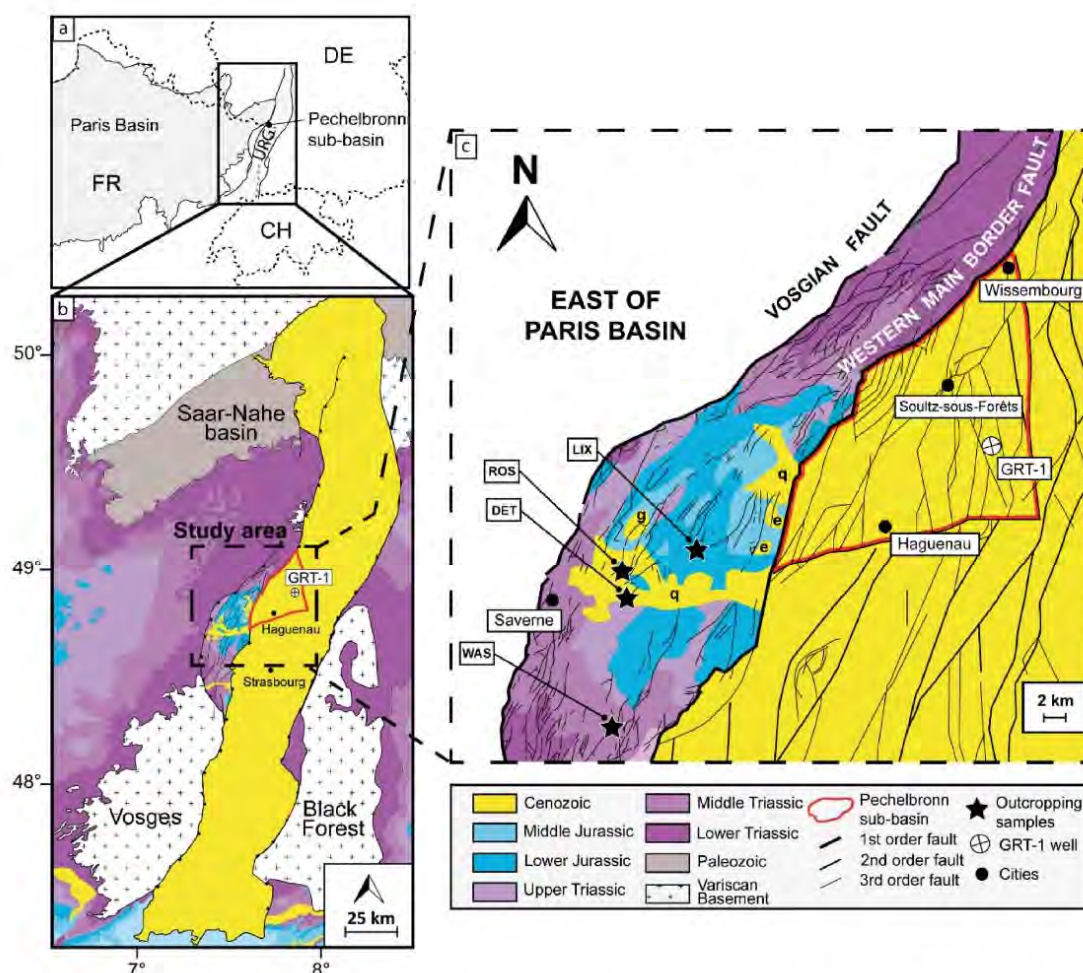 a
DE
Paris Basin
Pechelbronn
sub-basin
URG
FR
CH
b
50°
49°
48°
7°
8°
Saar-Nahe
basin
Study area
GRT-1
Haguenau
Strasbourg
Vosges
Black
Forest
25 km
c
N
EAST OF
PARIS BASIN
VOSGIAN FAULT
WESTERN MAIN BORDER FAULT
Wissembourg
Soultz-sous-Forêts
GRT-1
Haguenau
LIX
ROS
DET
WAS
Saverne
q
g
e
e
q
2 km
Cenozoic
Middle Jurassic
Lower Jurassic
Upper Triassic
Middle Triassic
Lower Triassic
Paleozoic
Variscan
Basement
Pechelbronn
sub-basin
1st order fault
2nd order fault
3rd order fault
Outcropping
samples
GRT-1 well
Cities